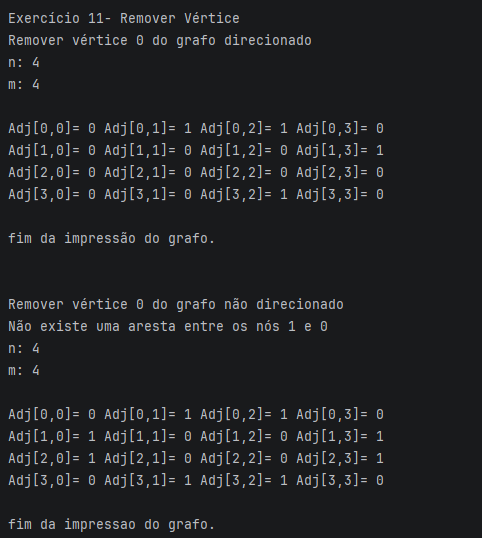 Exercício 11- Remover Vértice
Remover vértice 0 do grafo direcionado
n: 4
m: 4
Adj[0,0]= 0 Adj[0,1]= 1 Adj[0,2]= 1 Adj[0,3]= 0
Adj[1,0]= 0 Adj[1,1]= 0 Adj[1,2]= 0 Adj[1,3]= 1
Adj[2,0]= 0 Adj[2,1]= 0 Adj[2,2]= 0 Adj[2,3]= 0
Adj[3,0]= 0 Adj[3,1]= 0 Adj[3,2]= 1 Adj[3,3]= 0
fim da impressão do grafo.
Remover vértice 0 do grafo não direcionado
Não existe uma aresta entre os nós 1 e 0
n: 4
m: 4
Adj[0,0]= 0 Adj[0,1]= 1 Adj[0,2]= 1 Adj[0,3]= 0
Adj[1,0]= 1 Adj[1,1]= 0 Adj[1,2]= 0 Adj[1,3]= 1
Adj[2,0]= 1 Adj[2,1]= 0 Adj[2,2]= 0 Adj[2,3]= 1
Adj[3,0]= 0 Adj[3,1]= 1 Adj[3,2]= 1 Adj[3,3]= 0
fim da impressao do grafo.